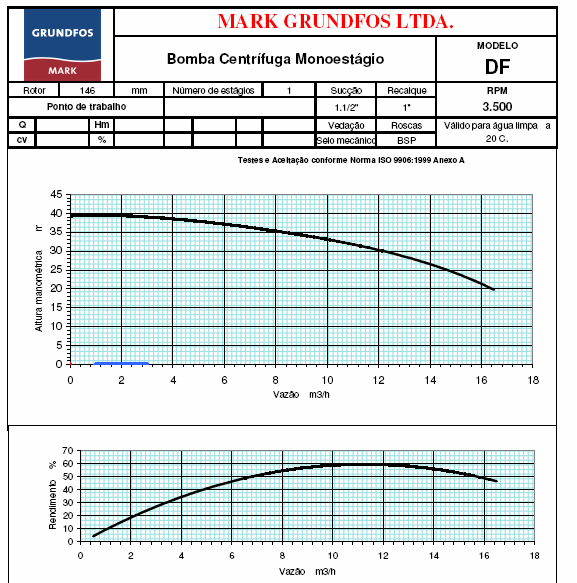 GRUNDFOS
MARK
MARK GRUNDFOS LTDA.
Bomba Centrífuga Monoestágio
MODELO
DF
Rotor 146 mm Número de estágios 1 Sucção Recalque RPM
Ponto de trabalho 1.1/2" 1" 3.500
Q Hm Vedação Roscas Válido para água limpa a
cv % Selo mecânico BSP 20 C.
Testes e Aceitação conforme Norma ISO 9906:1999 Anexo A
Altura manométrica m
45
40
35
30
25
20
15
10
5
0
0 2 4 6 8 10 12 14 16 18
Vazão m3/h
Rendimento %
70
60
50
40
30
20
10
0
0 2 4 6 8 10 12 14 16 18
Vazão m3/h